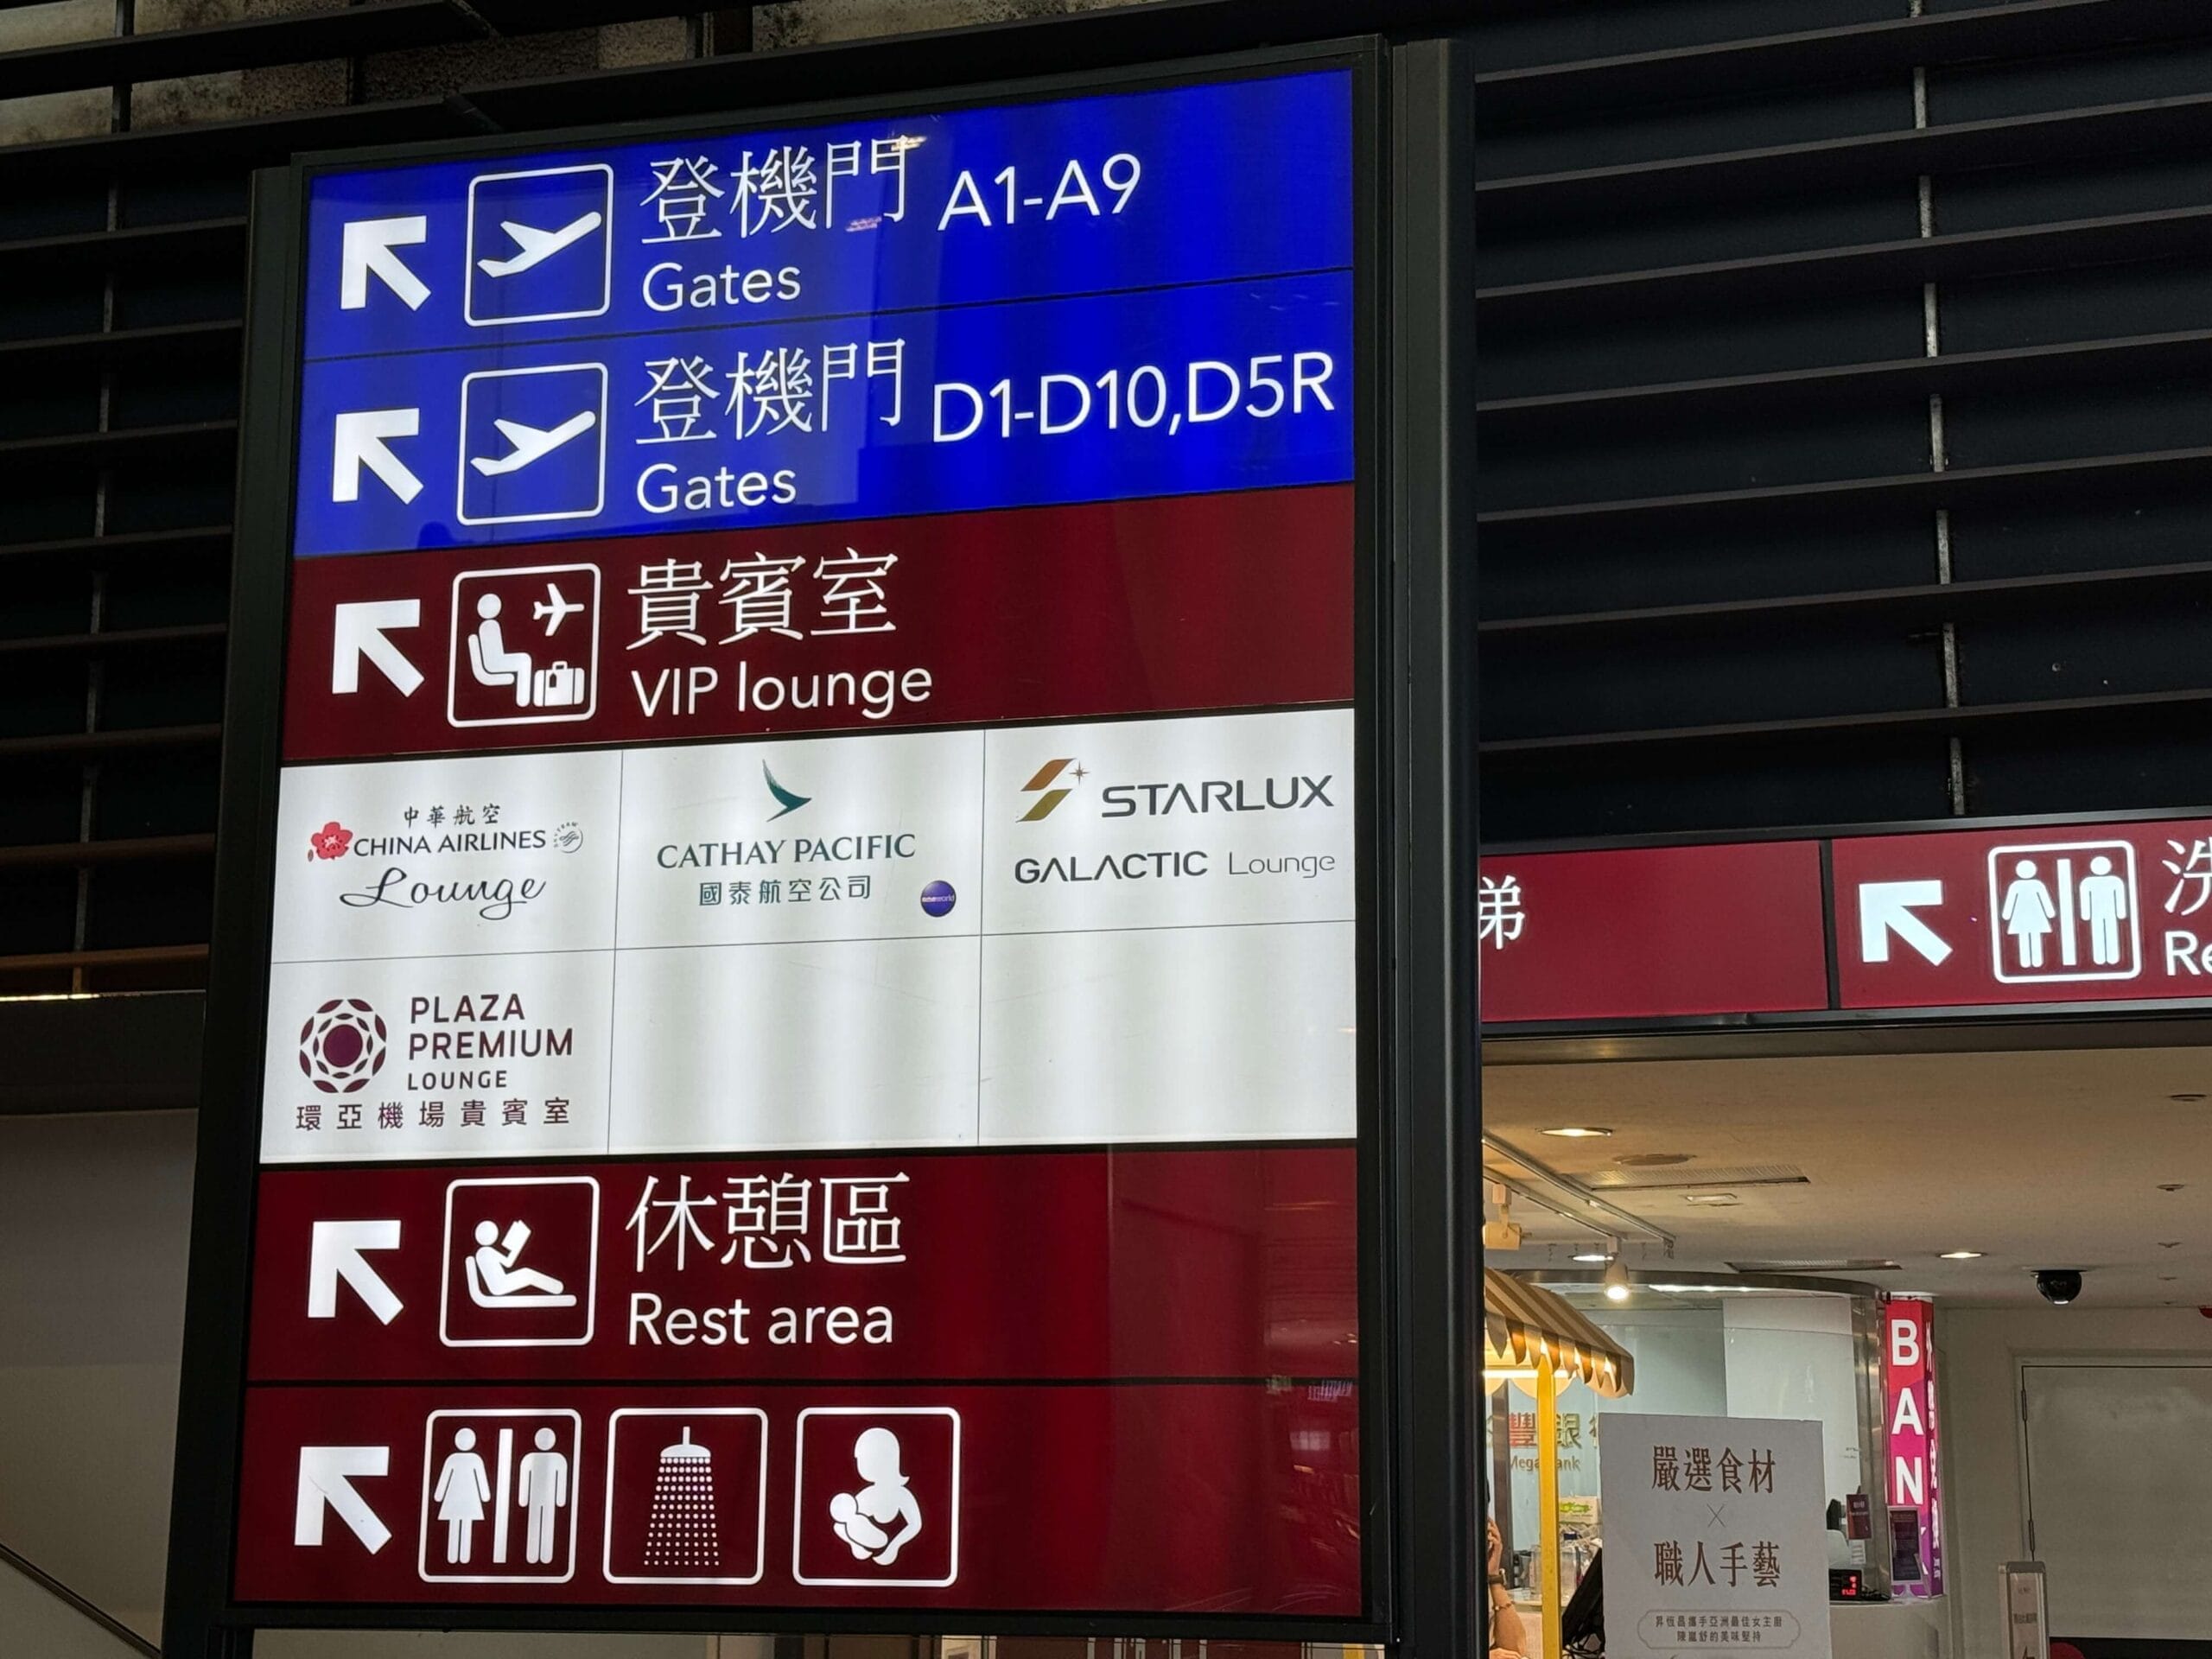 登機門 A1-A9
Gates
登機門 D1-D10,D5R
Gates
貴賓室
VIP lounge
中華航空
CHINA AIRLINES
Lounge
CATHAY PACIFIC
國泰航空公司
STARLUX
GALACTIC Lounge
PLAZA
PREMIUM
LOUNGE
環亞機場貴賓室
休憩區
Rest area
梯
洗
Re
BAN
嚴選食材
×
職人手藝